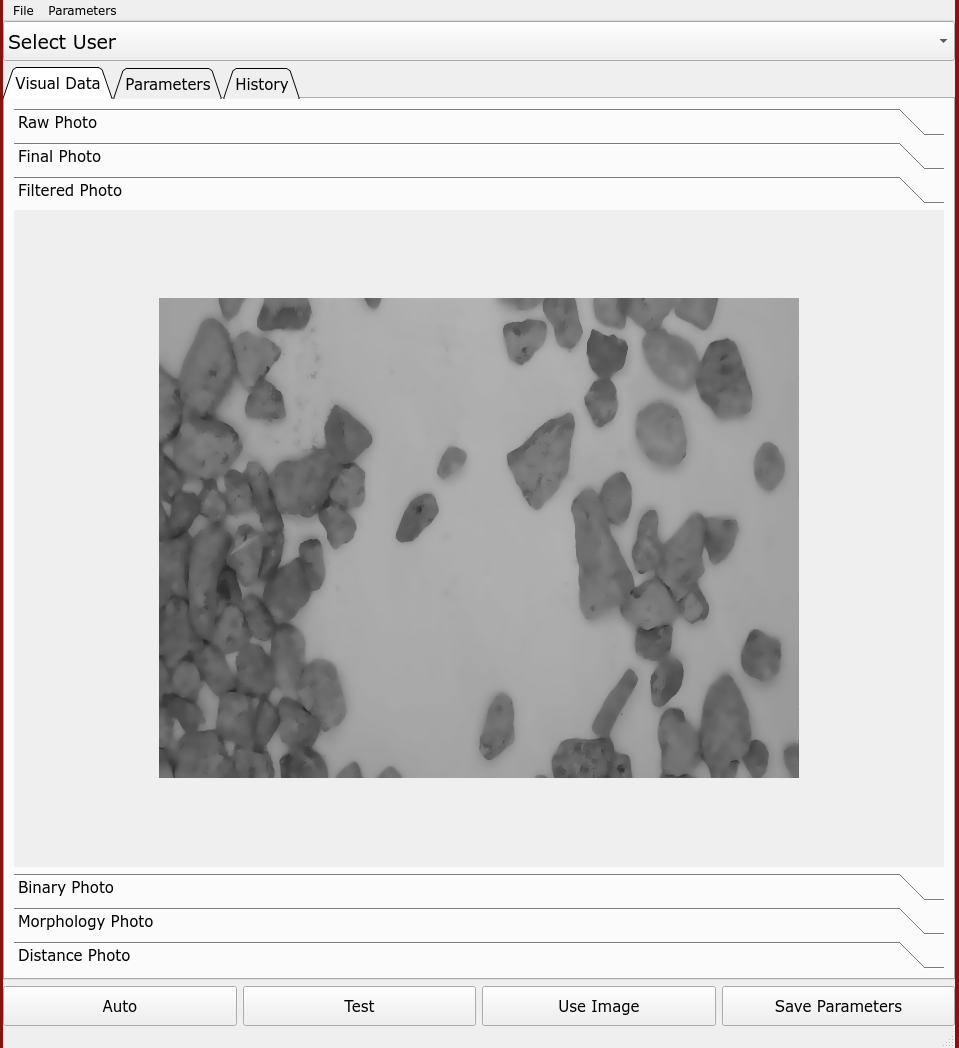 File Parameters
Select User
Visual Data Parameters History
Raw Photo
Final Photo
Filtered Photo
Binary Photo
Morphology Photo
Distance Photo
Auto Test Use Image Save Parameters